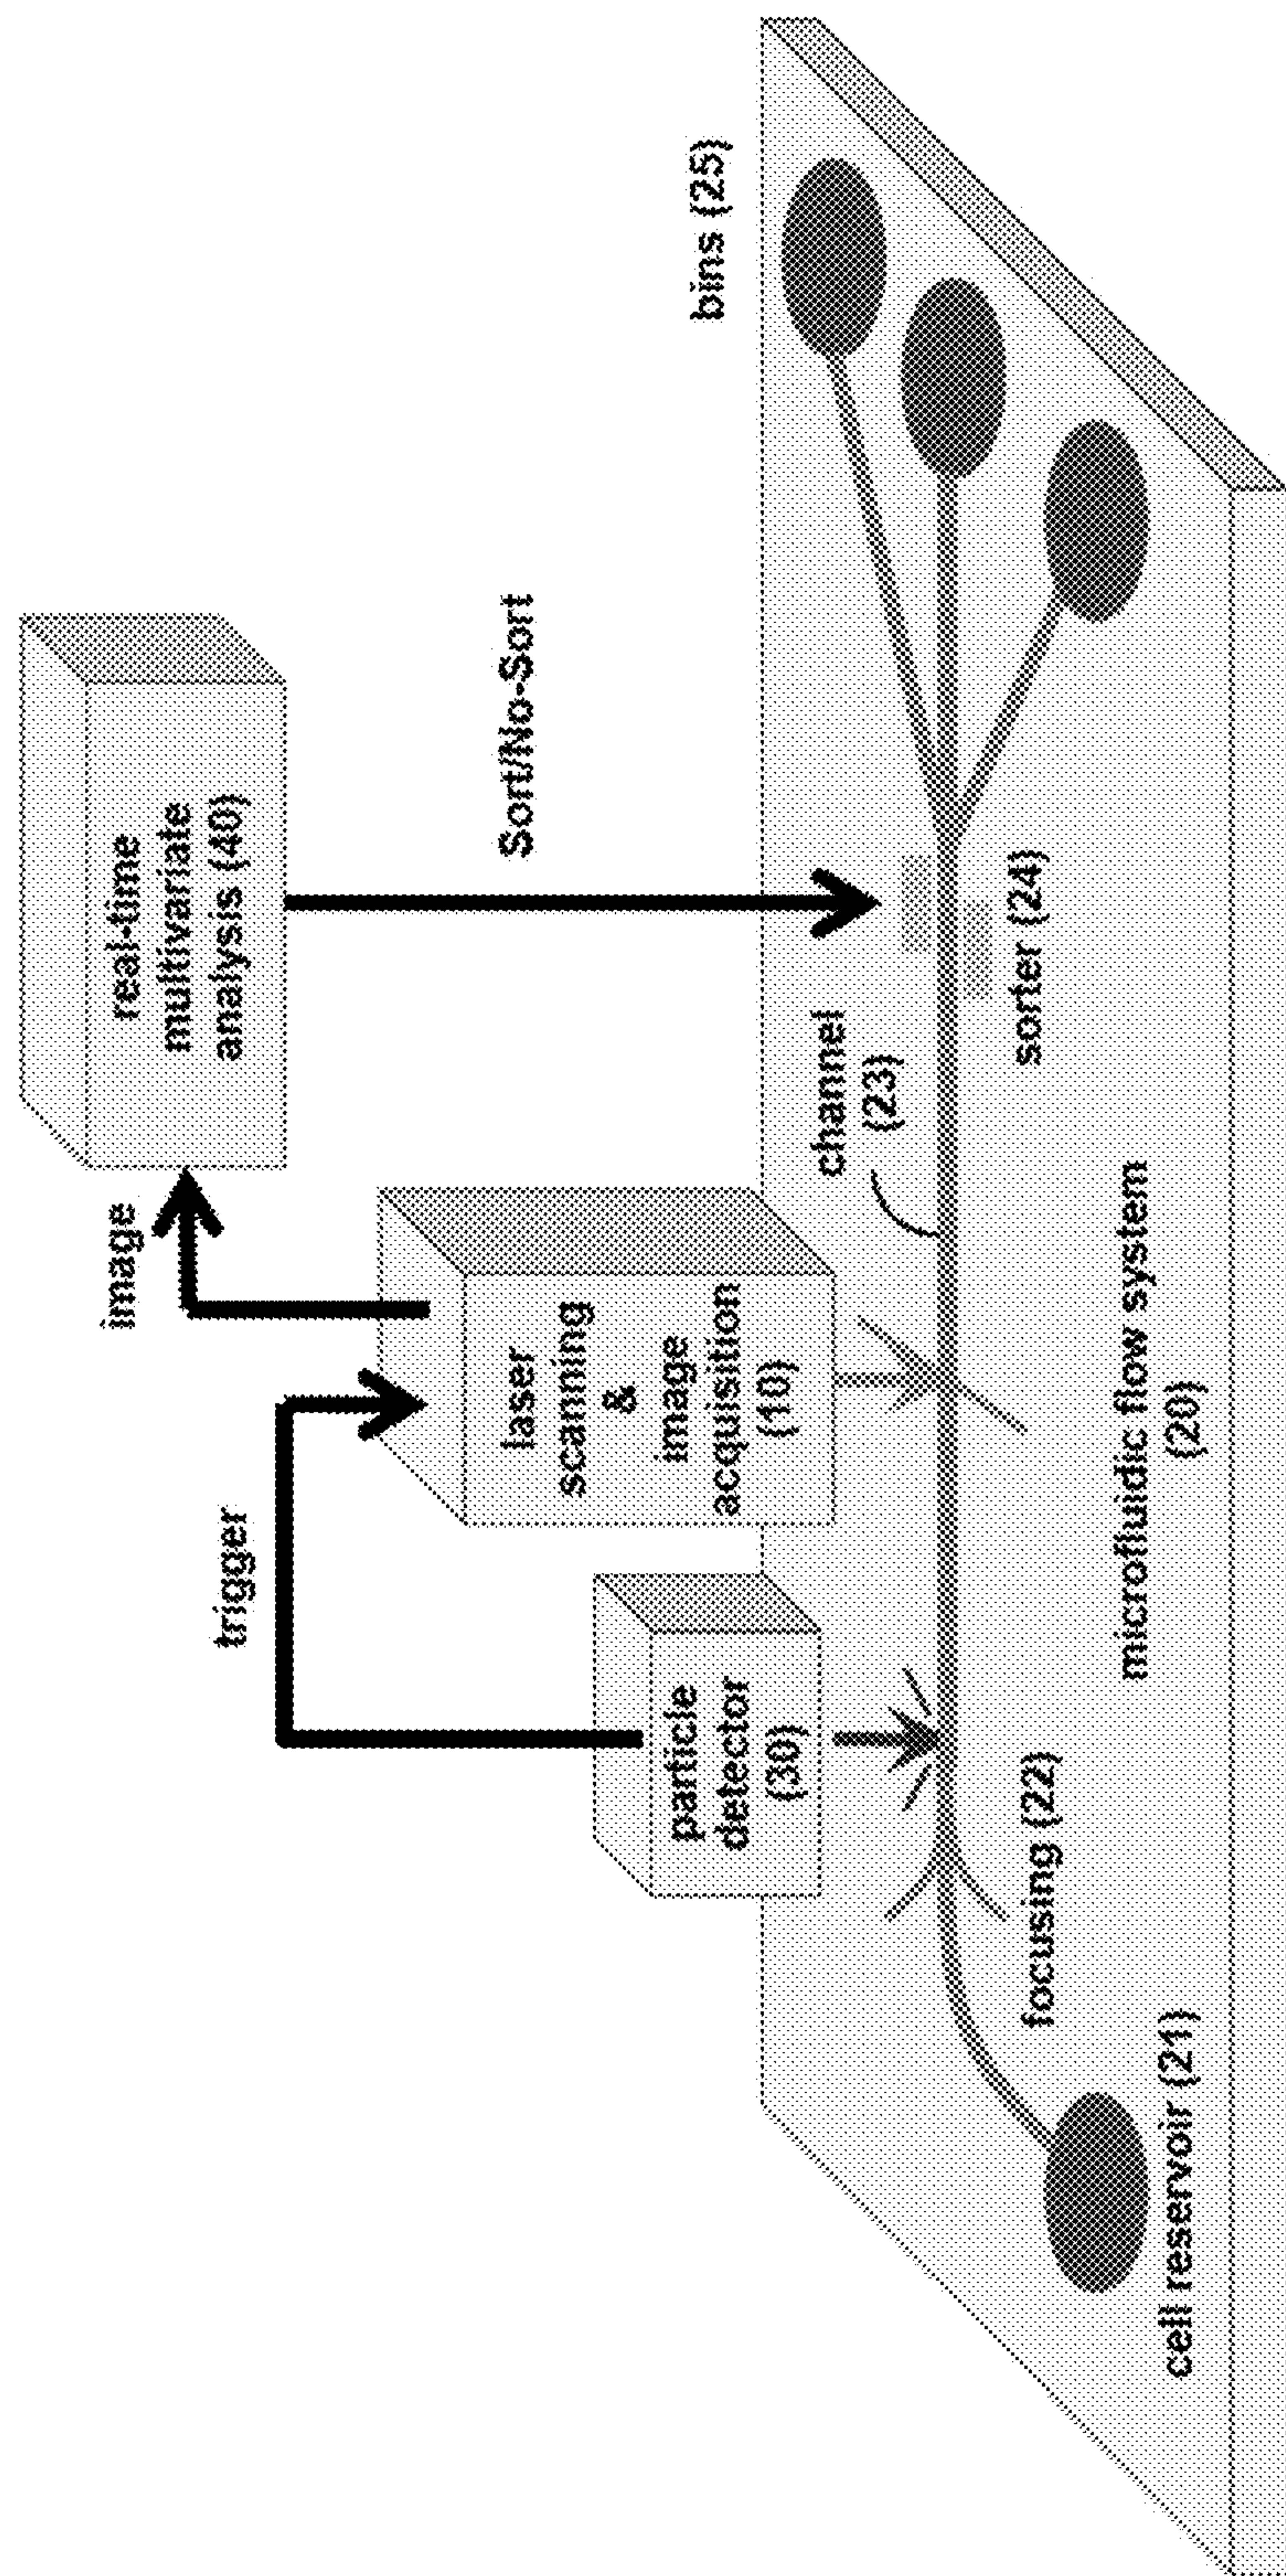 real-time
multivariate
analysis (40)
image
trigger
Sort/No-Sort
laser
scanning
&
image
acquisition
(10)
particle
detector
(30)
bins (25)
channel
(23)
sorter (24)
focusing (22)
cell reservoir (21)
microfluidic flow system
(20)